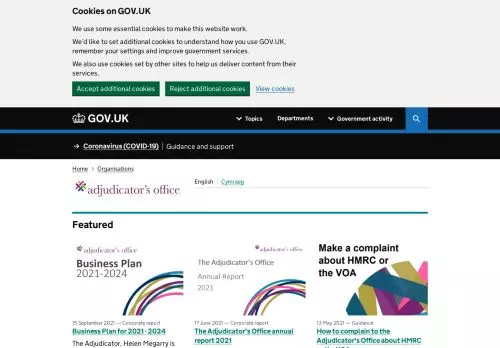 Cookies on GOV.UK
We use some essential cookies to make this website work.
We'd like to set additional cookies to understand how you use GOV.UK,
remember your settings and improve government services.
We also use cookies set by other sites to help us deliver content from their
services.
Accept additional cookies Reject additional cookies View cookies
GOV.UK Topics Departments Government activity
→ Coronavirus (COVID-19) Guidance and support
Home > Organisations
adjudicator's office English Cymraeg
Featured
adjudicator's office
Business Plan
2021-2024
adjudicator's office
The Adjudicator's Office
Annual Report
2021
Make a complaint
about HMRC or
the VOA
15 September 2021 — Corporate report
Business Plan for 2021- 2024
The Adjudicator, Helen Megarry is
17 June 2021 — Corporate report
The Adjudicator's Office annual
report 2021
13 May 2021 — Guidance
How to complain to the
Adjudicator's Office about HMRC